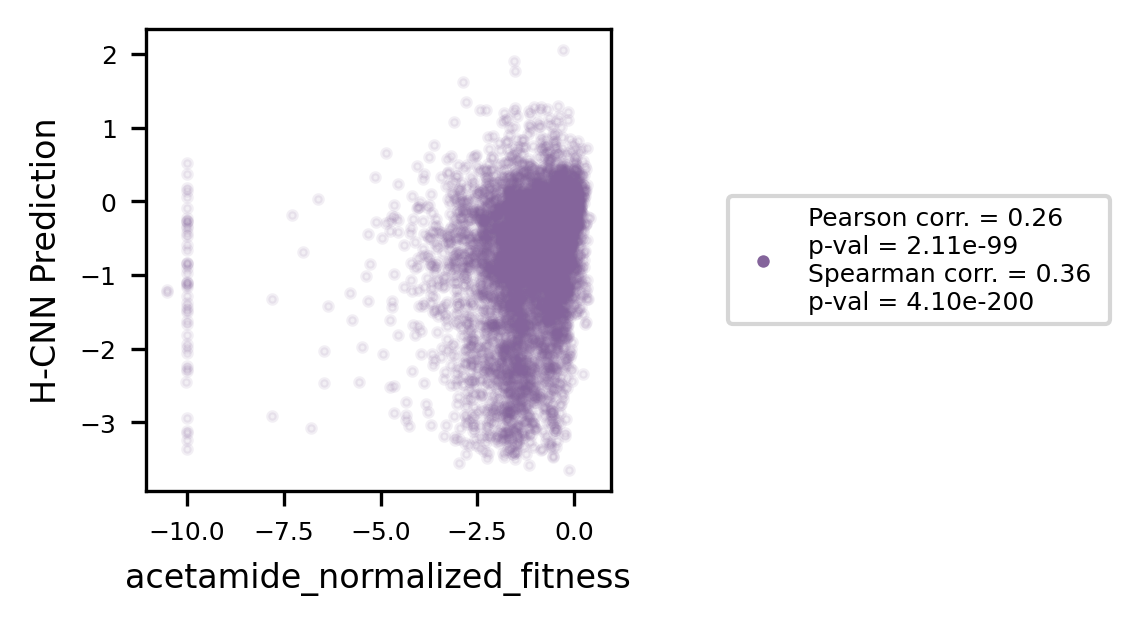 2
1
0
−1
−2
−3
H-CNN Prediction
−10.0 −7.5 −5.0 −2.5 0.0
acetamide_normalized_fitness
Pearson corr. = 0.26
p-val = 2.11e-99
Spearman corr. = 0.36
p-val = 4.10e-200